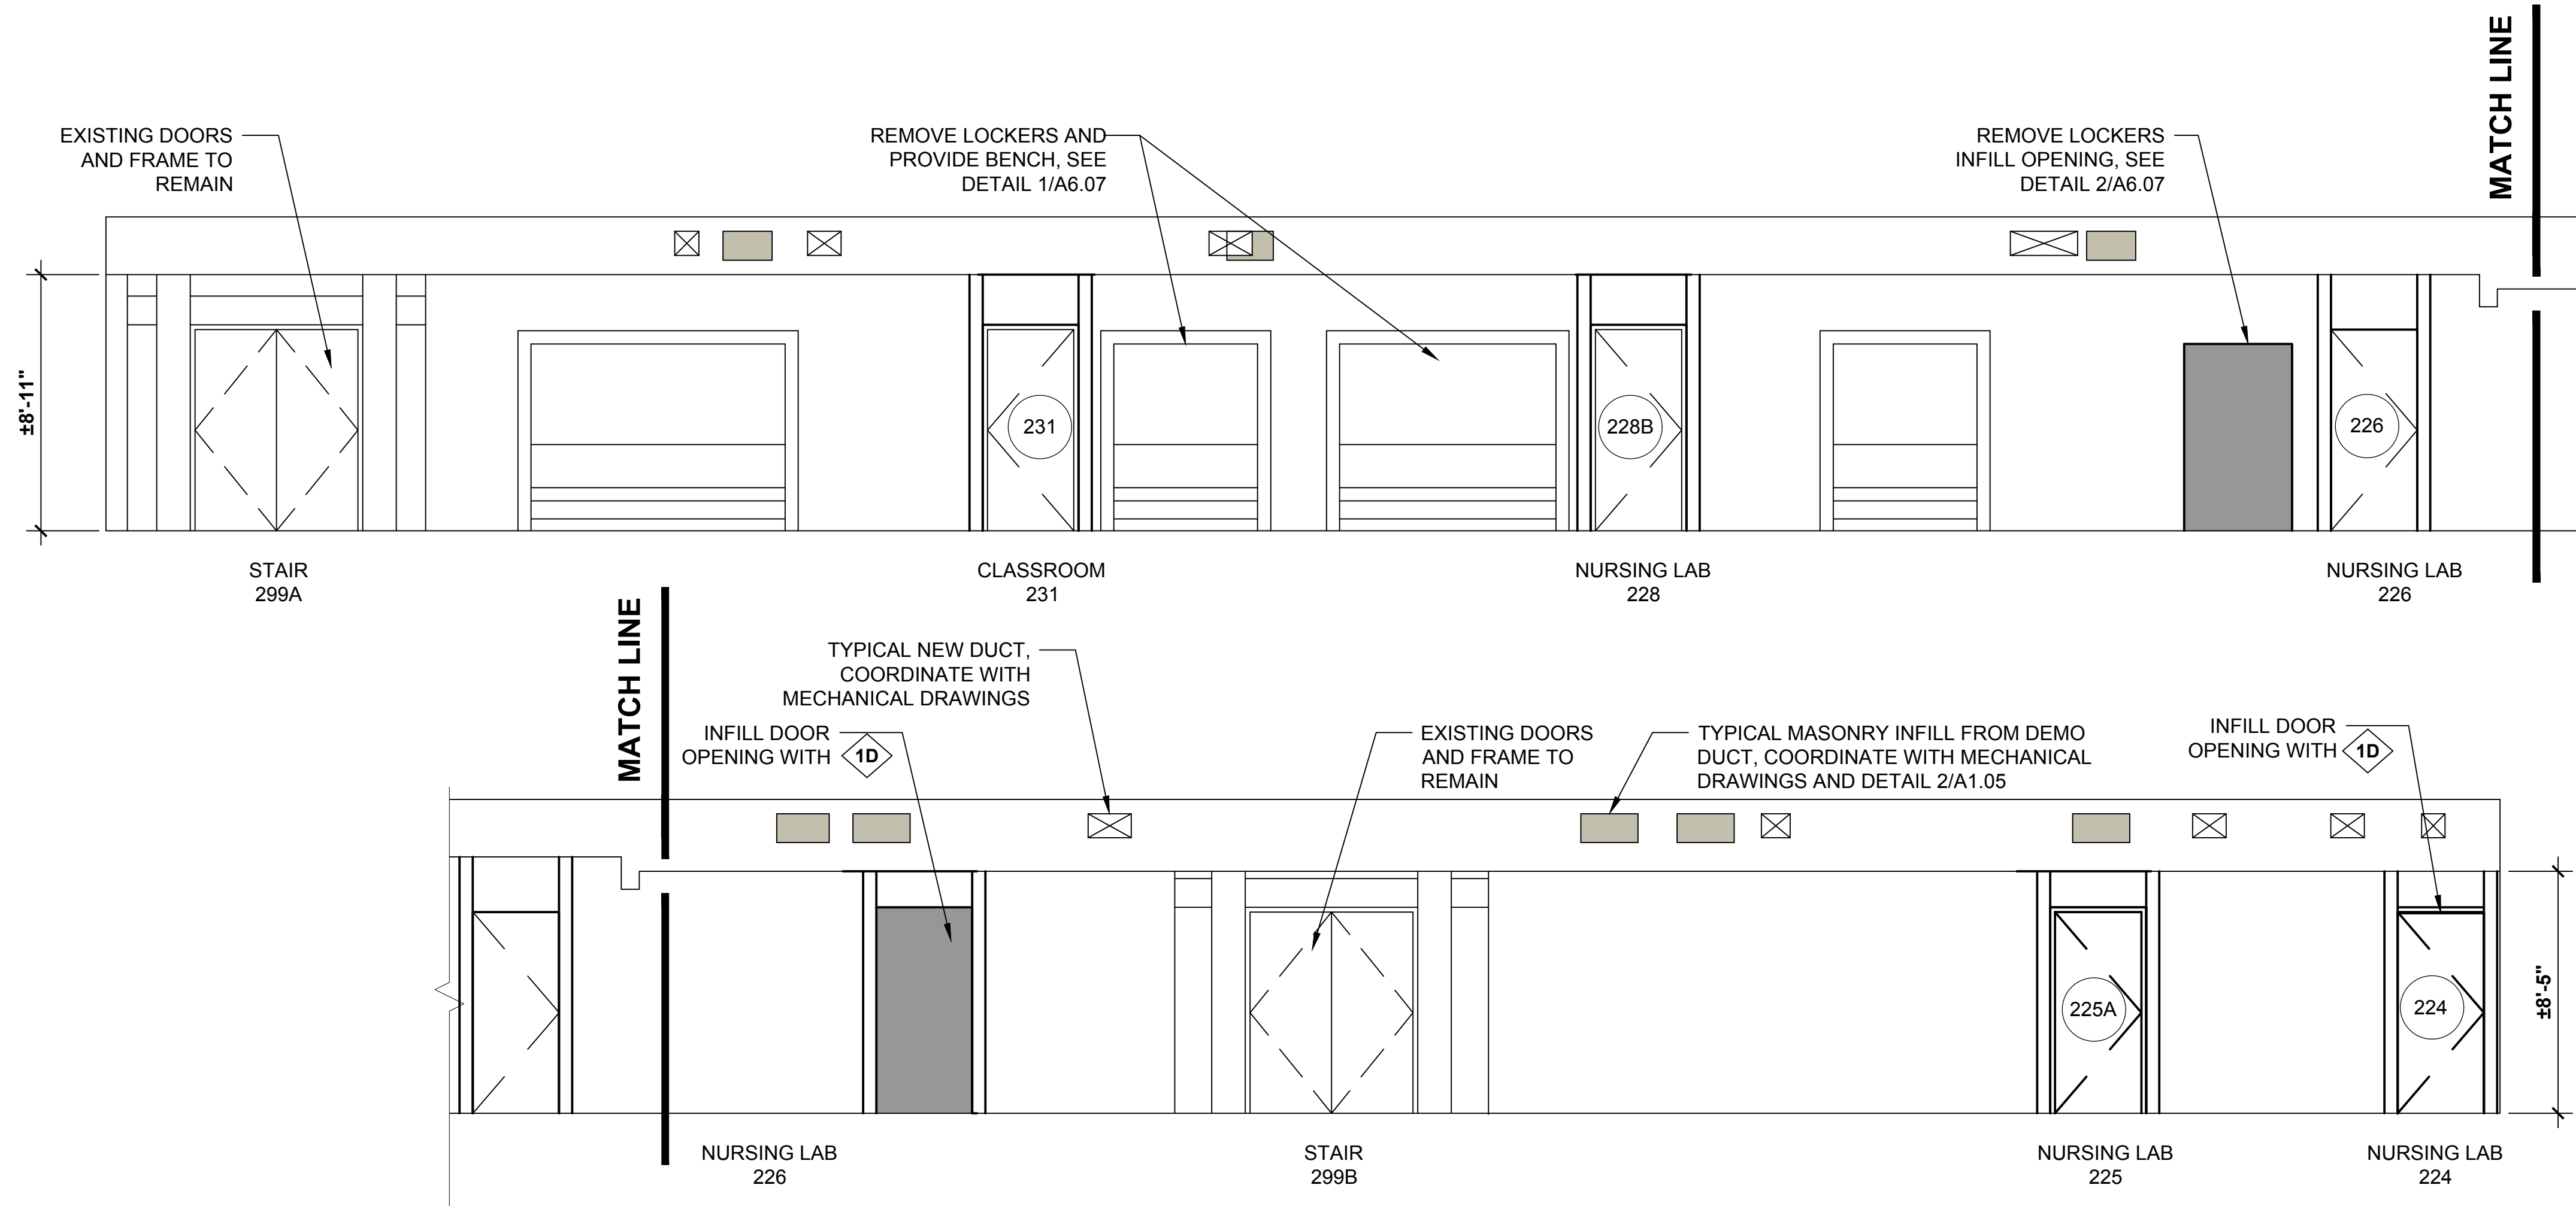 MATCH LINE
EXISTING DOORS
AND FRAME TO
REMAIN
REMOVE LOCKERS AND
PROVIDE BENCH, SEE
DETAIL 1/A6.07
REMOVE LOCKERS
INFILL OPENING, SEE
DETAIL 2/A6.07
±8'-11"
231
228B
226
STAIR
299A
CLASSROOM
231
NURSING LAB
228
NURSING LAB
226
MATCH LINE
TYPICAL NEW DUCT,
COORDINATE WITH
MECHANICAL DRAWINGS
INFILL DOOR
OPENING WITH 1D
EXISTING DOORS
AND FRAME TO
REMAIN
TYPICAL MASONRY INFILL FROM DEMO
DUCT, COORDINATE WITH MECHANICAL
DRAWINGS AND DETAIL 2/A1.05
INFILL DOOR
OPENING WITH 1D
225A
224
±8'-5"
NURSING LAB
226
STAIR
299B
NURSING LAB
225
NURSING LAB
224